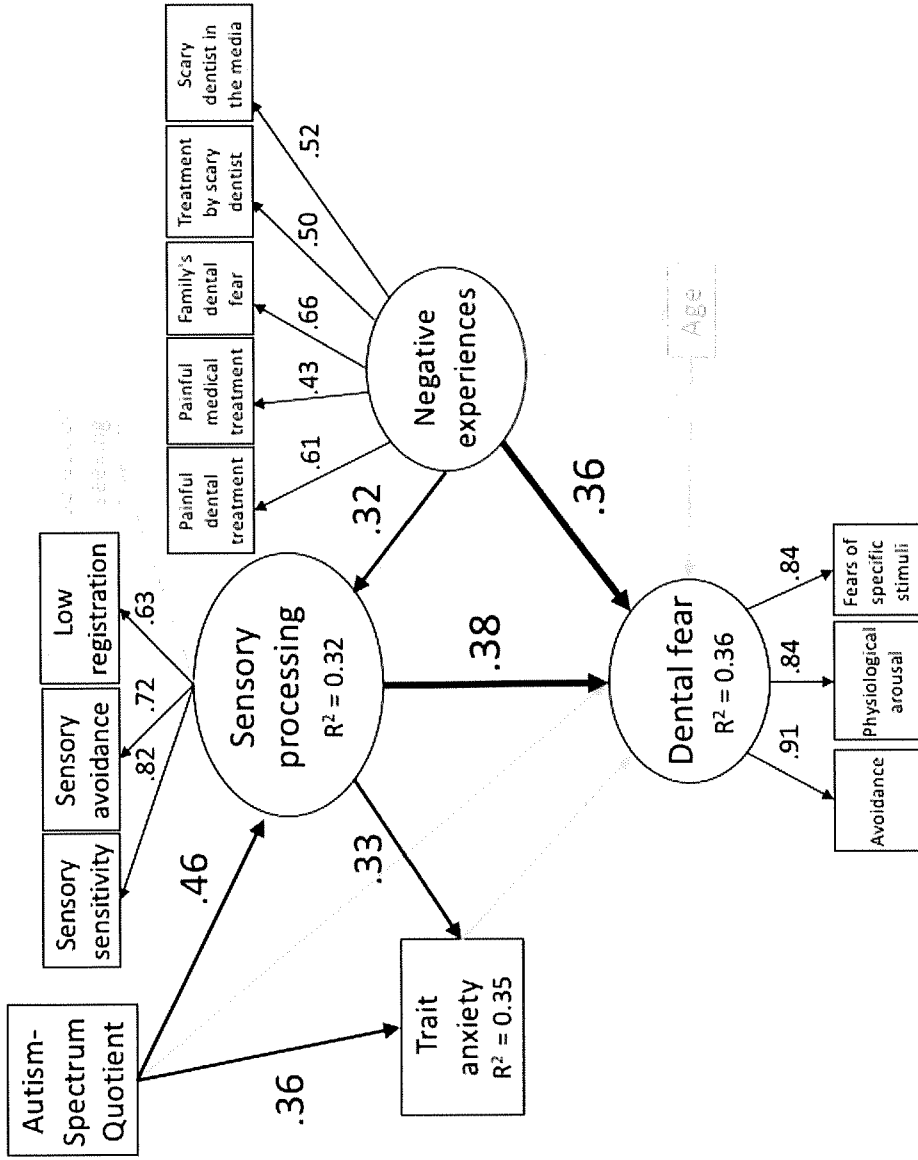 Autism-
Spectrum
Quotient
Sensory
sensitivity
Sensory
avoidance
Low
registration
.82
.72
.63
.46
.36
Sensory
processing
R² = 0.32
Painful
dental
treatment
Painful
medical
treatment
Family's
dental
fear
Treatment
by scary
dentist
Scary
dentist in
the media
.61
.43
.66
.50
.52
.32
Negative
experiences
.33
.38
.36
Trait
anxiety
R² = 0.35
Dental fear
R² = 0.36
Age
.91
.84
.84
Avoidance
Physiological
arousal
Fears of
specific
stimuli